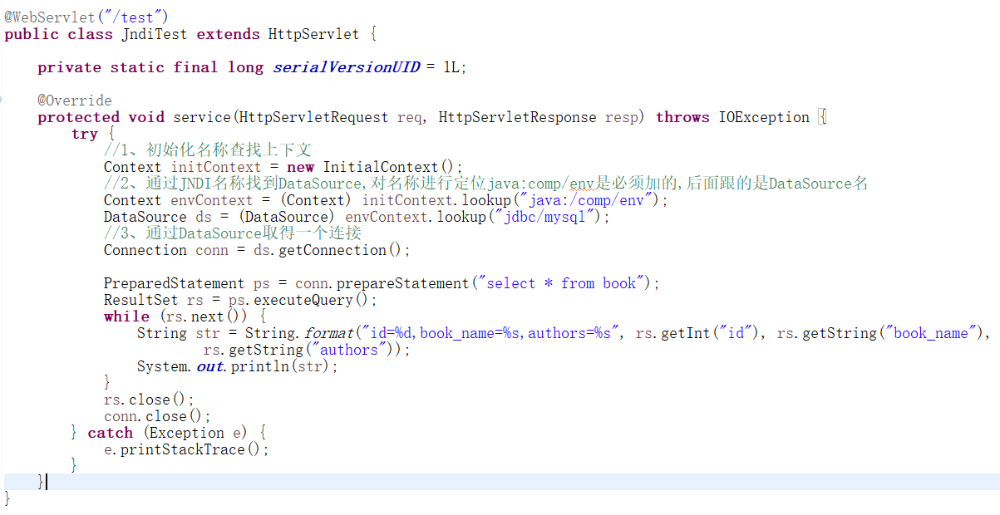 @WebServlet("/test")
public class JndiTest extends HttpServlet {
private static final long serialVersionUID = 1L;
@Override
protected void service(HttpServletRequest req, HttpServletResponse resp) throws IOException {
try {
//1、初始化名称查找上下文
Context initContext = new InitialContext();
//2、通过JNDI名称找到DataSource,对名称进行定位java:comp/env是必须加的,后面跟的是DataSource名
Context envContext = (Context) initContext.lookup("java:/comp/env");
DataSource ds = (DataSource) envContext.lookup("jdbc/mysql");
//3、通过DataSource取得一个连接
Connection conn = ds.getConnection();
PreparedStatement ps = conn.prepareStatement("select * from book");
ResultSet rs = ps.executeQuery();
while (rs.next()) {
String str = String.format("id=%d,book_name=%s,authors=%s", rs.getInt("id"), rs.getString("book_name"),
rs.getString("authors"));
System.out.println(str);
}
rs.close();
conn.close();
} catch (Exception e) {
e.printStackTrace();
}
}
}